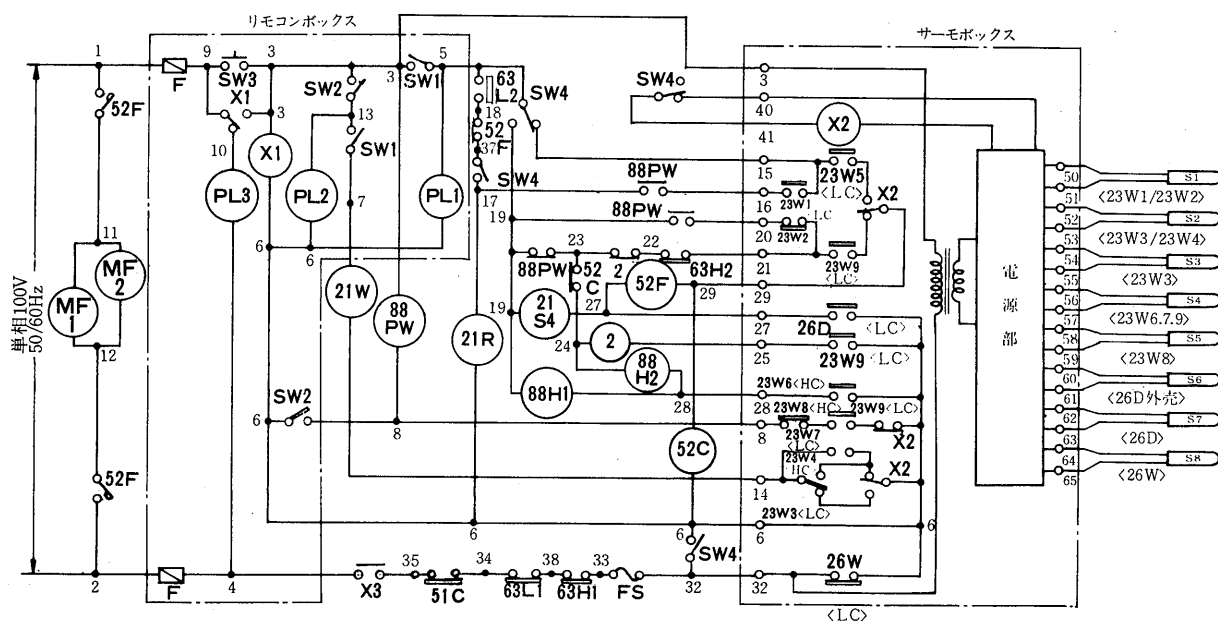 リモコンボックス
サーモボックス
1
9
3
3
5
F
SW3
X1
3
SW2
SW1
63
L2
SW4
SW4
3
40
41
X2
52F
10
X1
13
SW1
18
52
F
37
SW4
PL3
PL2
PL1
7
17
88PW
15
23W5
<LC>
X2
16
23W1
LC
19
88PW
20
23W2
6
6
11
MF
2
MF
1
12
単相100V
50/60Hz
21W
88
PW
21R
88PW
23
52
C
2
22
63H2
21
23W9
<LC>
52F
29
29
19
21
S4
27
27
26D
<LC>
24
2
25
23W9
<LC>
88
H2
88H1
28
23W6<HC>
28
23W8<HC>
23W9<LC>
6
SW2
8
8
23W7
<LC>
X2
52C
23W4
HC
X2
14
6
6
6
23W3<LC>
6
52F
SW4
2
F
4
X3
35
51C
34
63L1
38
63H1
33
FS
32
32
26W
<LC>
電源部
50
S1
51
<23W1/23W2>
52
S2
53
<23W3/23W4>
54
S3
55
<23W3>
56
S4
57
<23W6.7.9>
58
S5
59
<23W8>
60
S6
61
<26D外売>
62
S7
63
<26D>
64
S8
65
<26W>